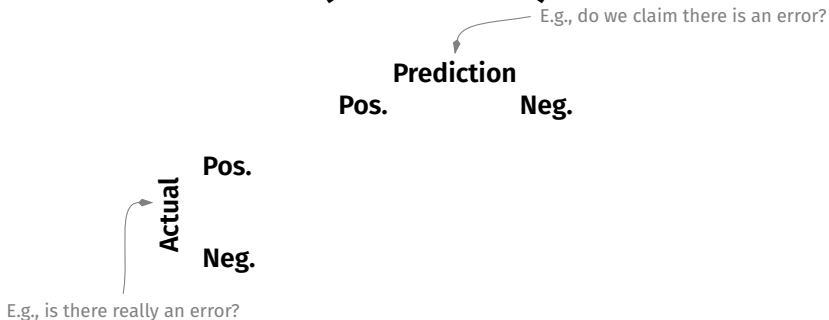 E.g., do we claim there is an error?
Prediction
Pos. Neg.
Pos.
Actual
Neg.
E.g., is there really an error?